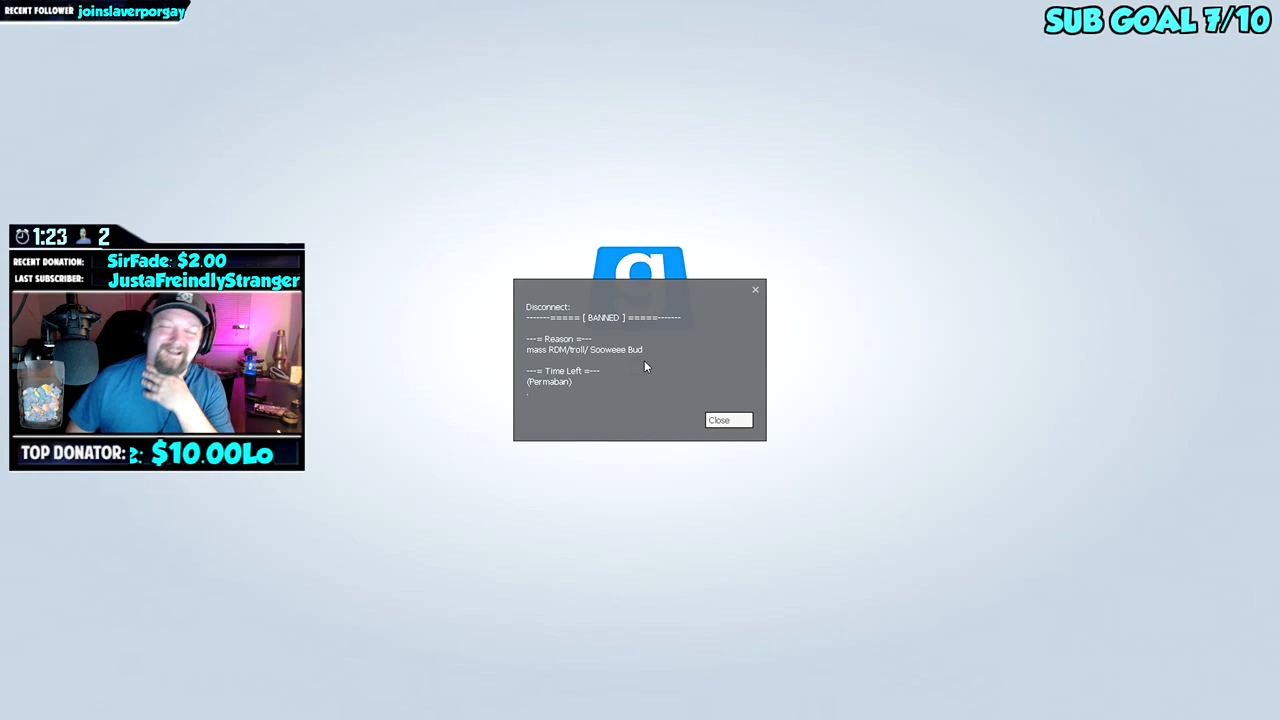 RECENT FOLLOWER joinslaverporgay
SUB GOAL 7/10
1:23 2
RECENT DONATION: SirFade: $2.00
LAST SUBSCRIBER: JustaFreindlyStranger
TOP DONATOR: $10.00Lo
g
Disconnect:
-------===== [ BANNED ] =====-------
---= Reason =---
mass RDM/troll/ Sooweee Bud
---= Time Left =---
(Permaban)
.
Close